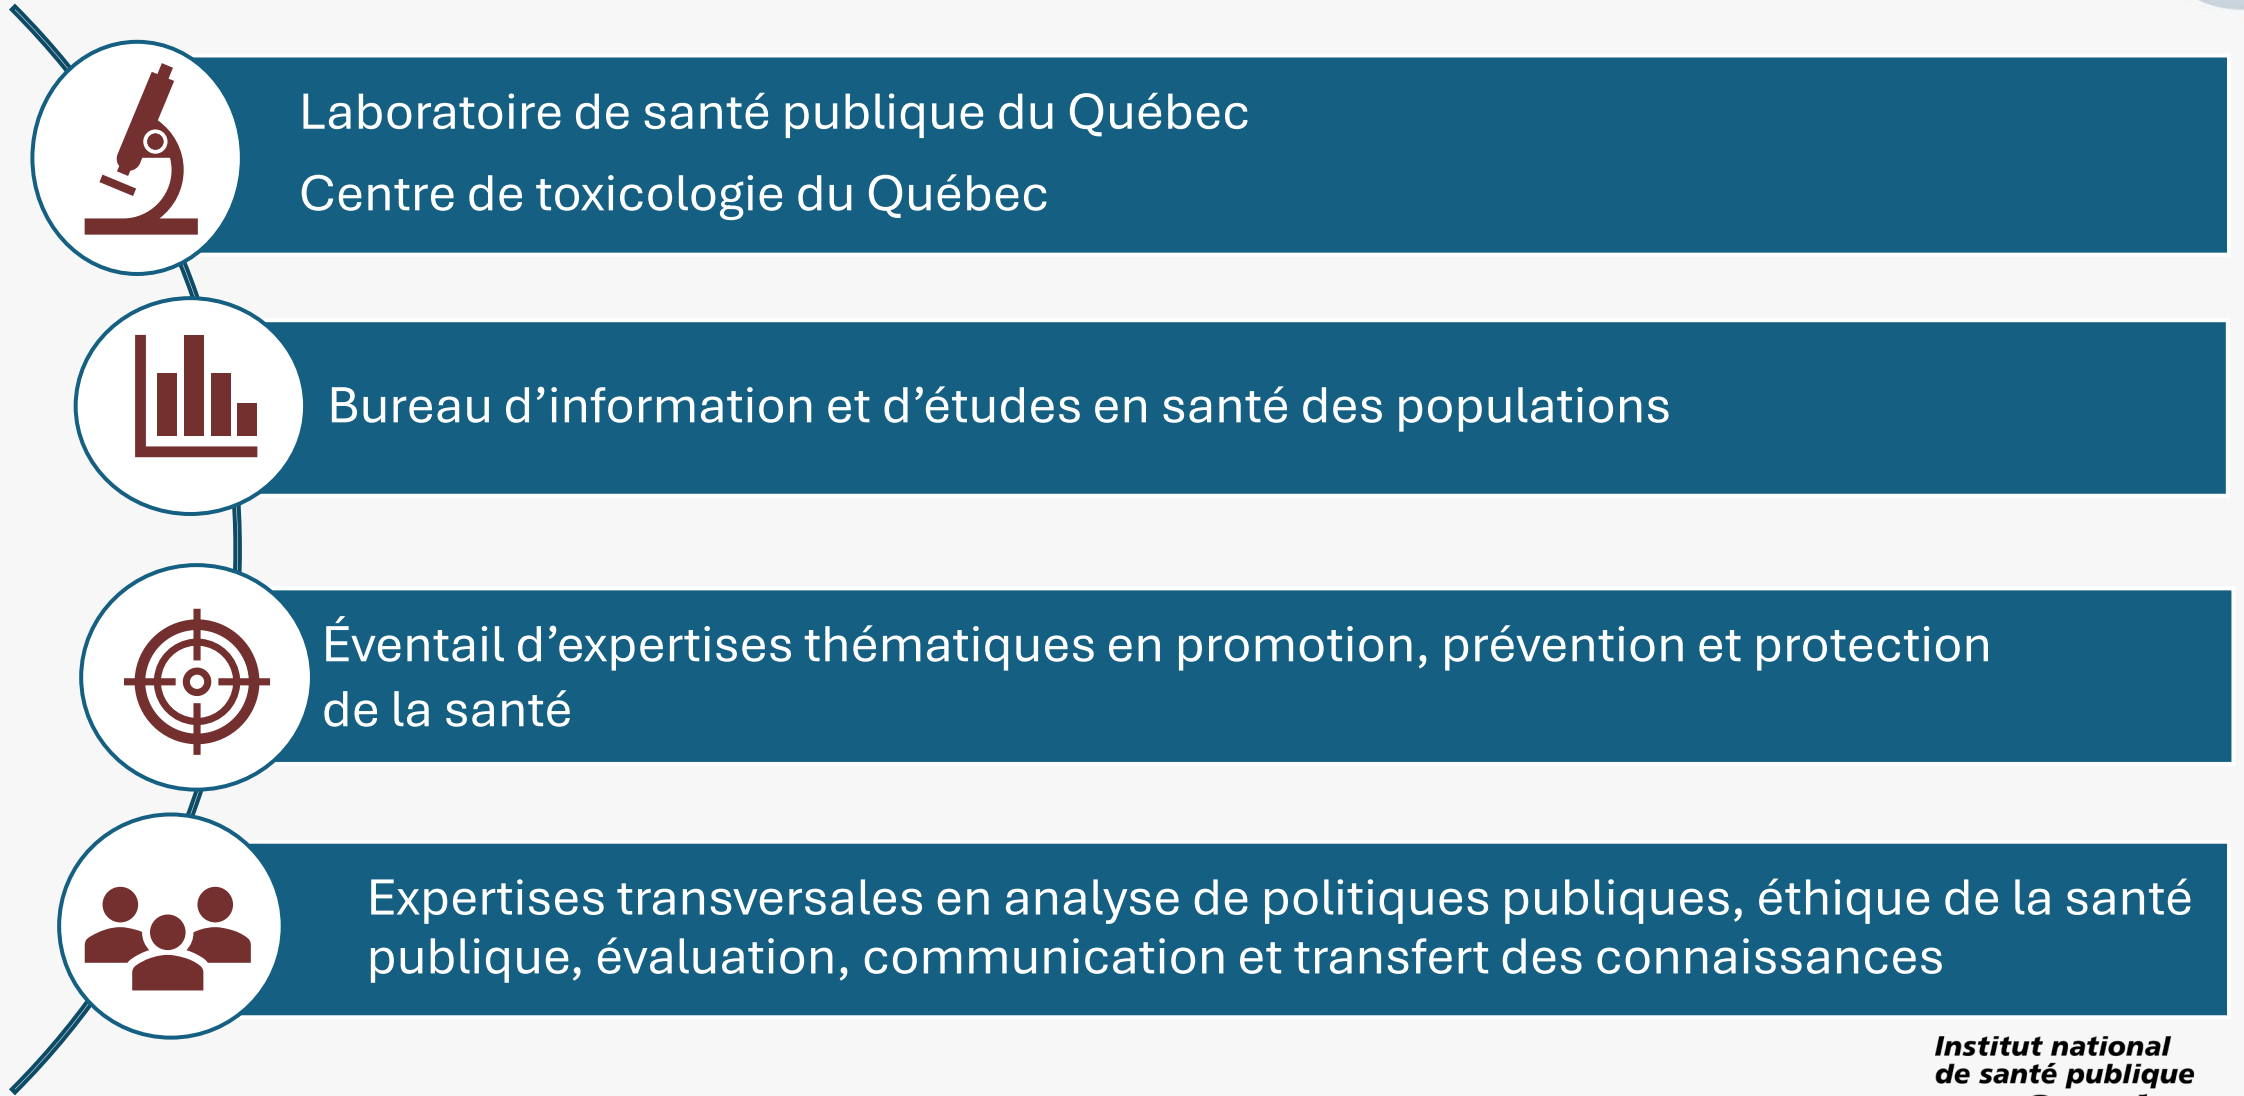 Laboratoire de santé publique du Québec
Centre de toxicologie du Québec
Bureau d’information et d’études en santé des populations
Éventail d’expertises thématiques en promotion, prévention et protection
de la santé
Expertises transversales en analyse de politiques publiques, éthique de la santé
publique, évaluation, communication et transfert des connaissances
Institut national
de santé publique